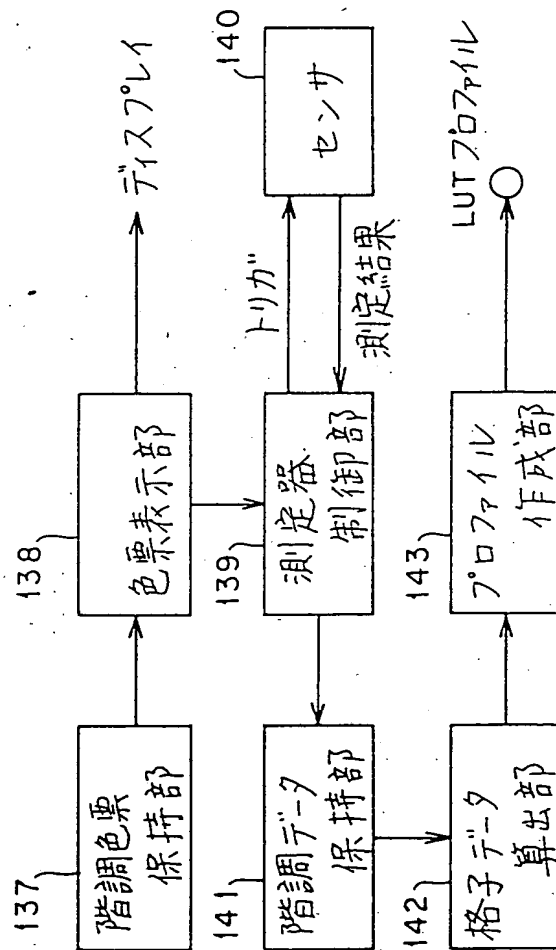 137
階調色票
保持部
138
色票表示部
ディスプレイ
139
測定器
制御部
トリガ
測定結果
140
センサ
141
階調データ
保持部
142
格子データ
算出部
143
プロファイル
作成部
LUTプロファイル